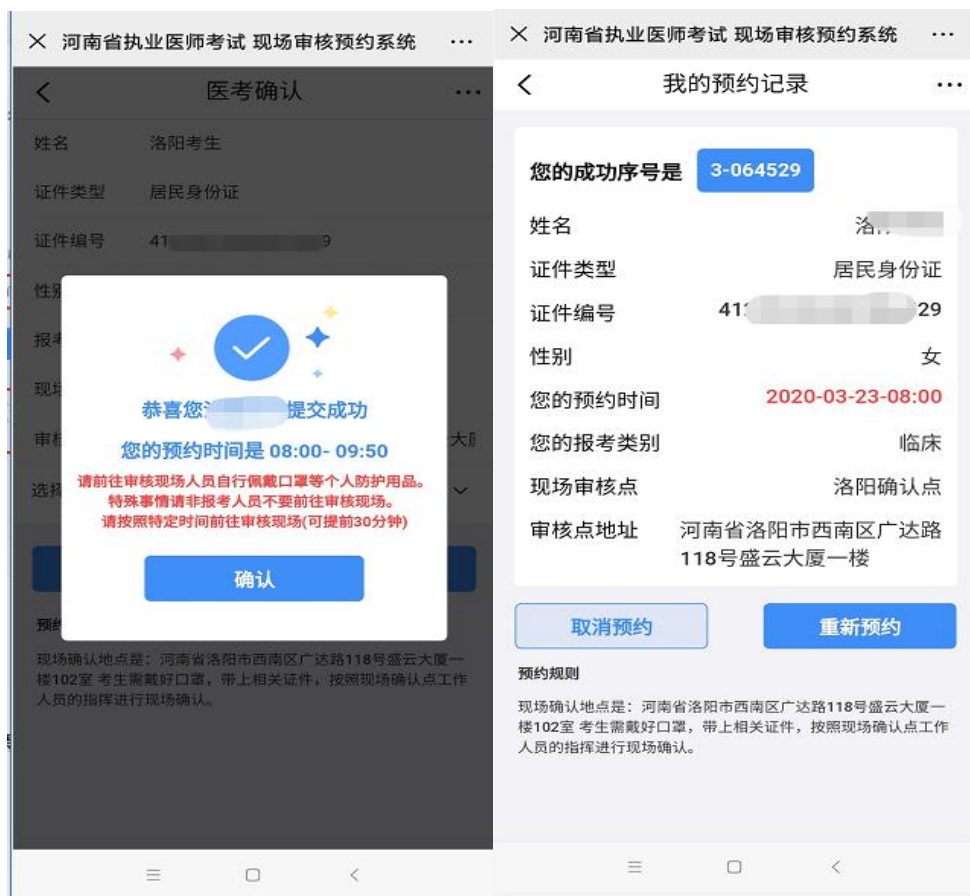 河南省执业医师考试 现场审核预约系统
医考确认
姓名 洛阳考生
证件类型 居民身份证
证件编号 41 9
性别
报考
现场
审核 大厦
选择
恭喜您 提交成功
您的预约时间是 08:00- 09:50
请前往审核现场人员自行佩戴口罩等个人防护用品。
特殊事情请非报考人员不要前往审核现场。
请按照特定时间前往审核现场(可提前30分钟)
确认
预约
现场确认地点是：河南省洛阳市西南区广达路118号盛云大厦一
楼102室 考生需戴好口罩，带上相关证件，按照现场确认点工作
人员的指挥进行现场确认。
河南省执业医师考试 现场审核预约系统
我的预约记录
您的成功序号是 3-064529
姓名 洛
证件类型 居民身份证
证件编号 411 29
性别 女
您的预约时间 2020-03-23-08:00
您的报考类别 临床
现场审核点 洛阳确认点
审核点地址 河南省洛阳市西南区广达路
118号盛云大厦一楼
取消预约 重新预约
预约规则
现场确认地点是：河南省洛阳市西南区广达路118号盛云大厦一
楼102室 考生需戴好口罩，带上相关证件，按照现场确认点工作
人员的指挥进行现场确认。